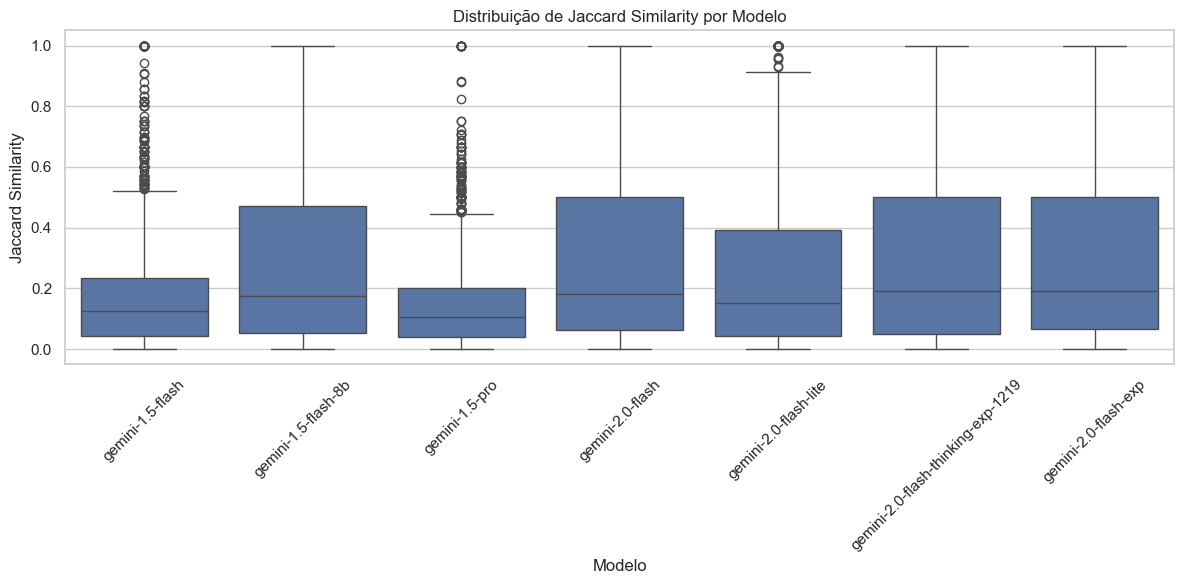 Distribuição de Jaccard Similarity por Modelo
Jaccard Similarity
1.0
0.8
0.6
0.4
0.2
0.0
gemini-1.5-flash
gemini-1.5-flash-8b
gemini-1.5-pro
gemini-2.0-flash
gemini-2.0-flash-lite
gemini-2.0-flash-thinking-exp-1219
gemini-2.0-flash-exp
Modelo